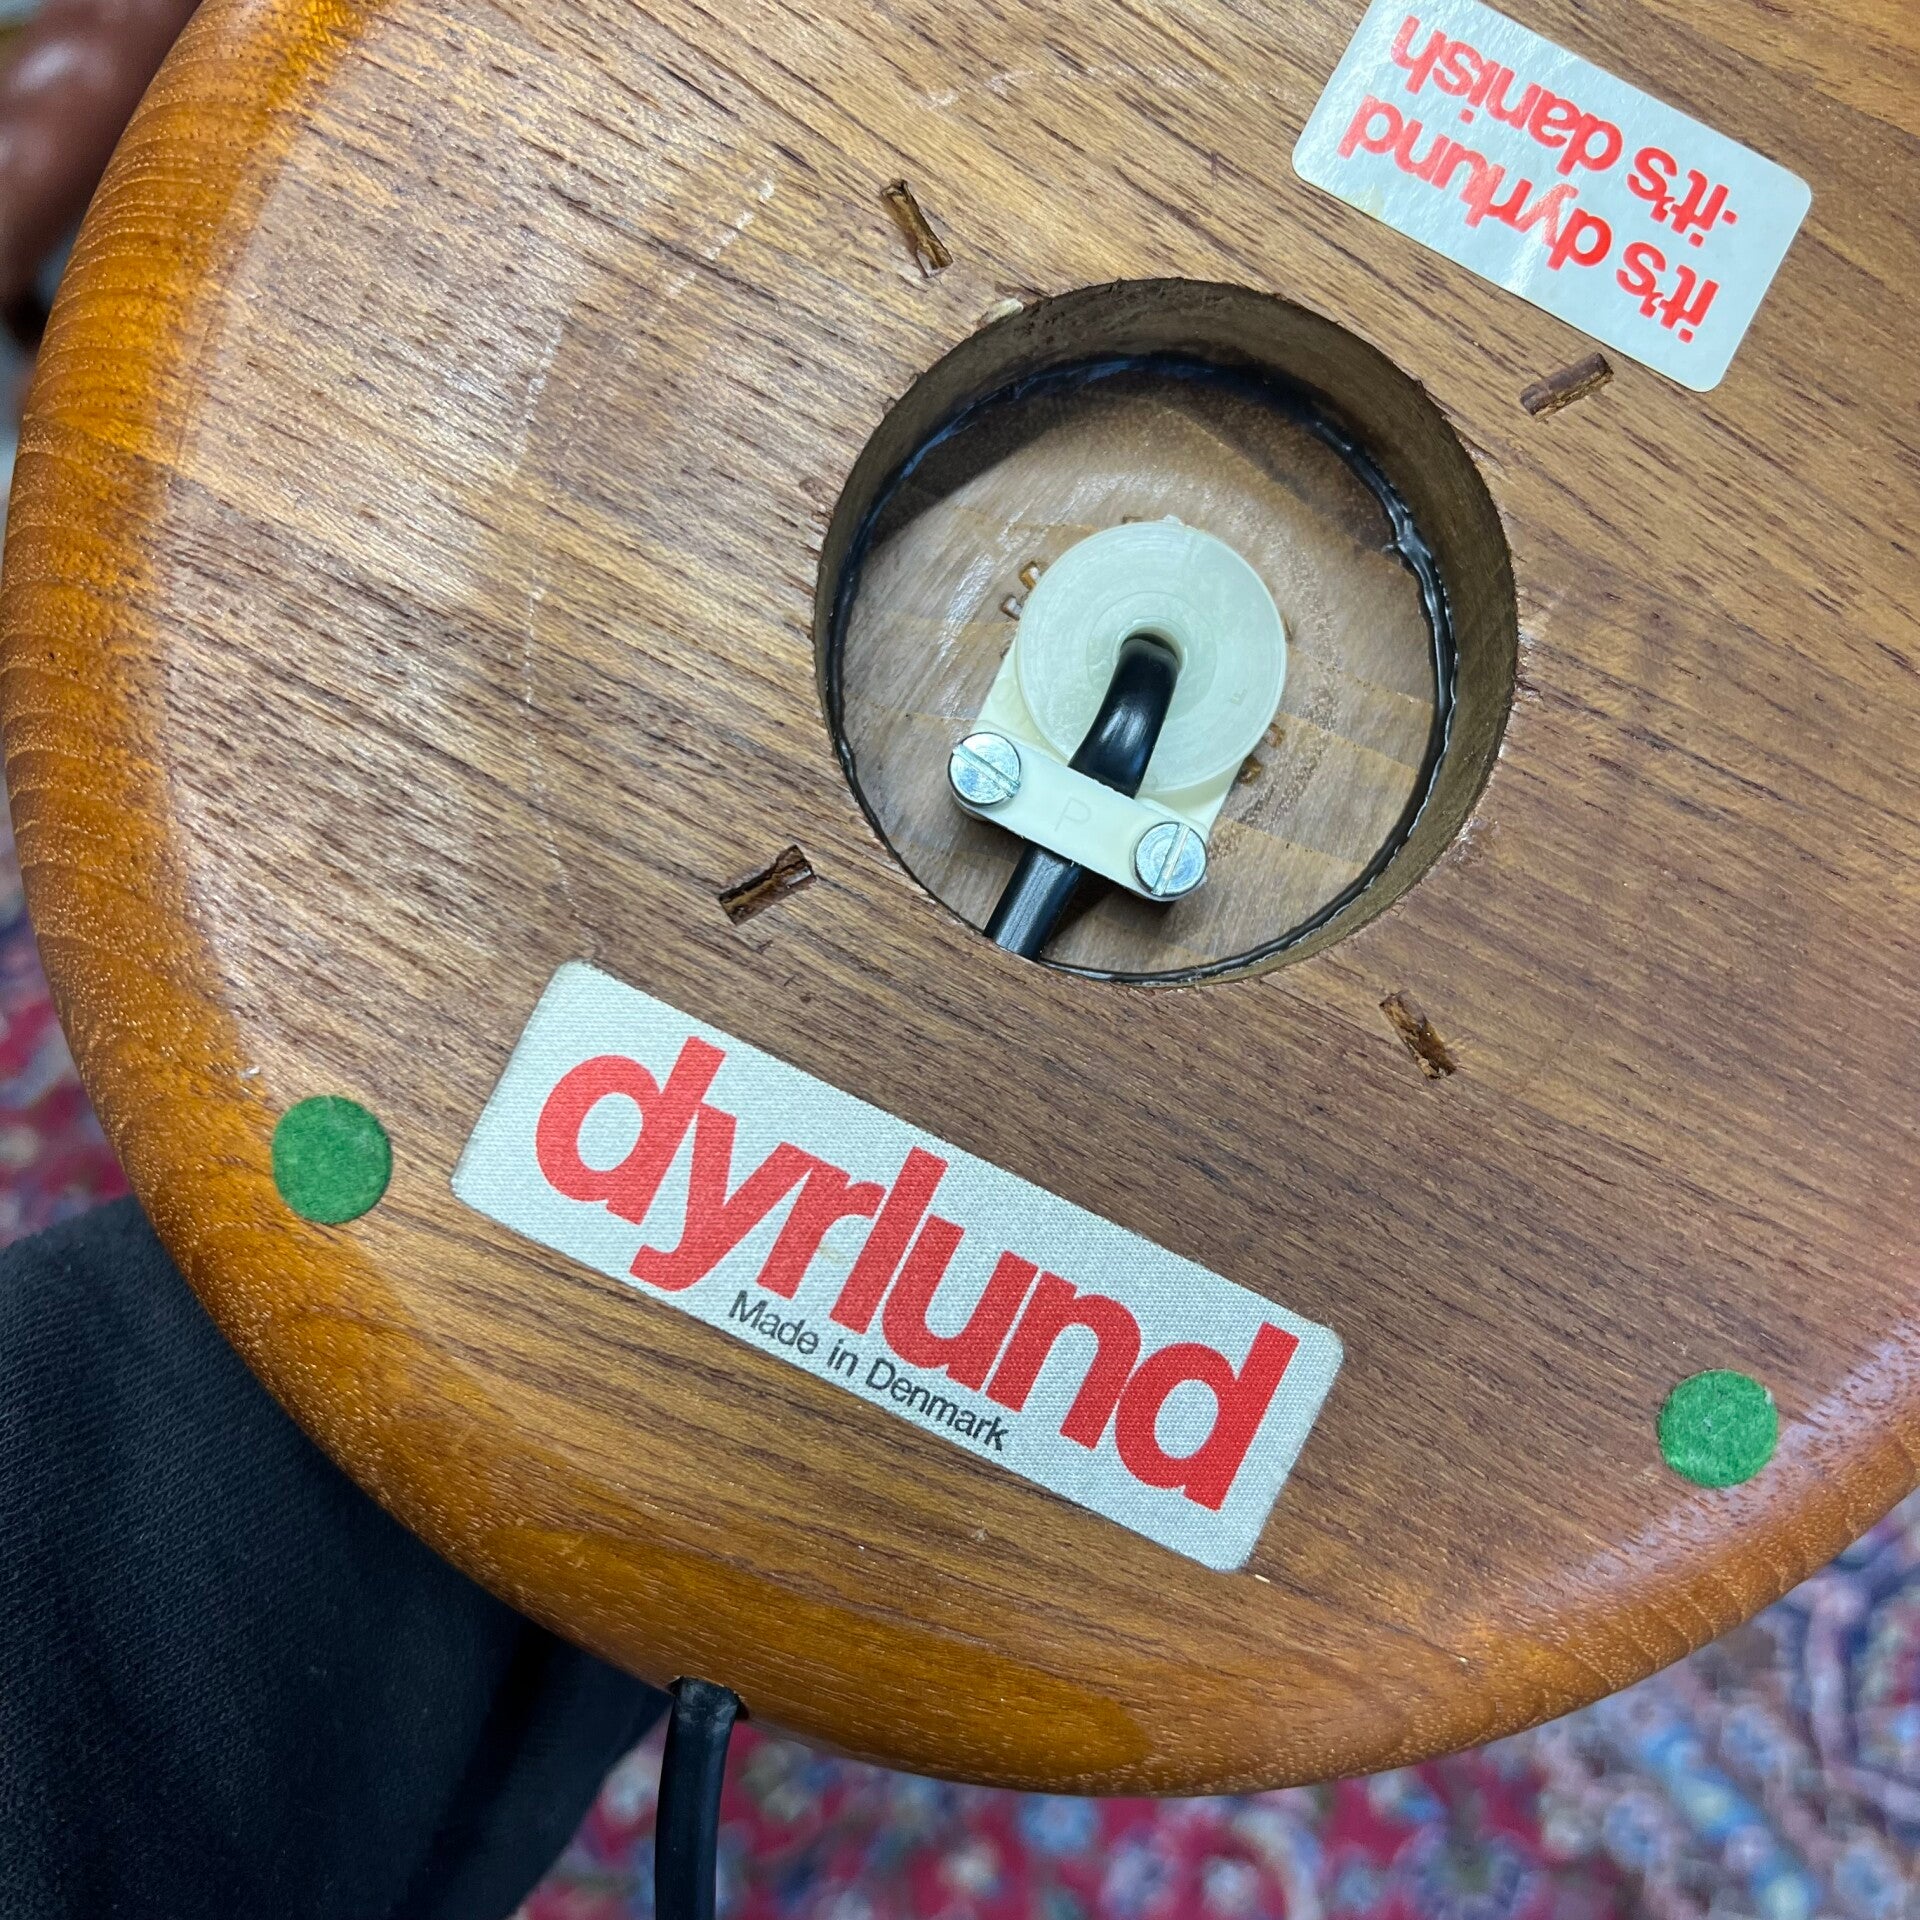 it's dyrlund
.it's danish
P
dyrlund
Made in Denmark